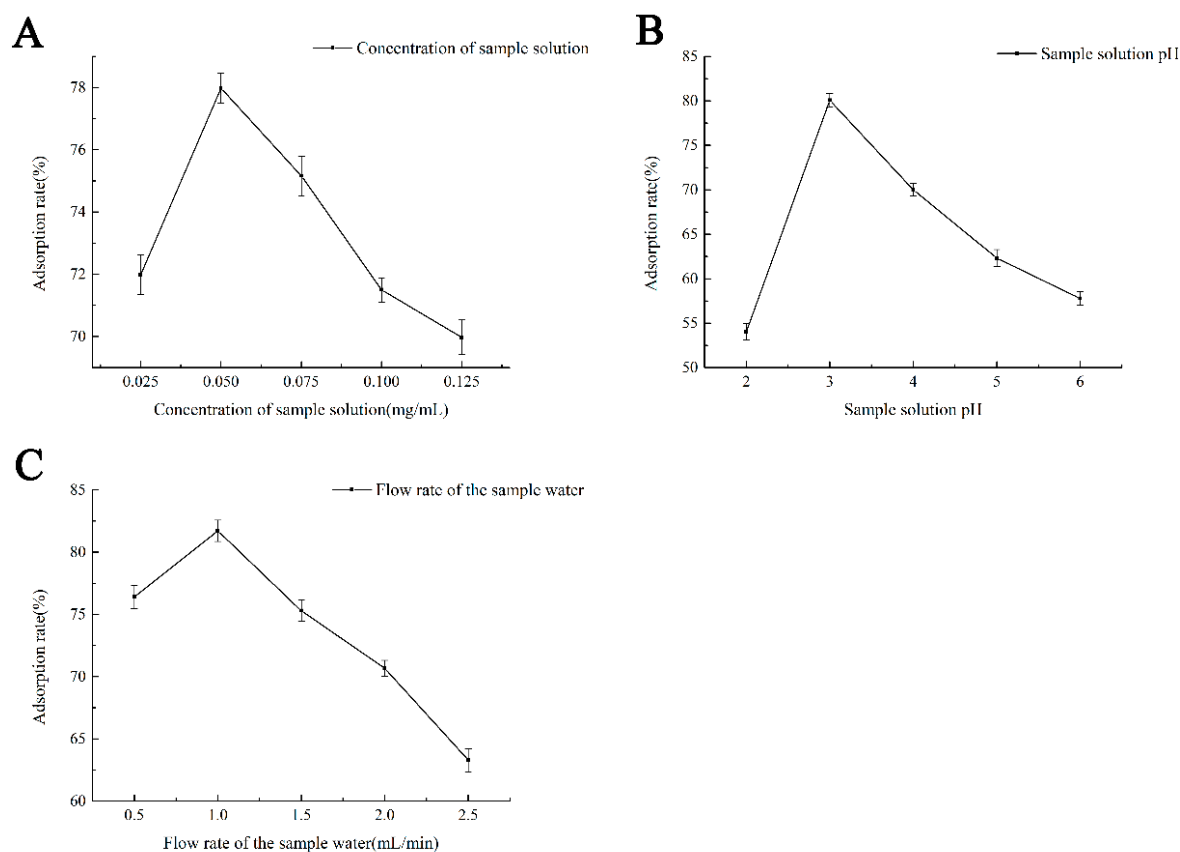 A
Concentration of sample solution
78
76
74
72
70
Adsorption rate(%)
0.025 0.050 0.075 0.100 0.125
Concentration of sample solution(mg/mL)
B
Sample solution pH
85
80
75
70
65
60
55
50
Adsorption rate(%)
2 3 4 5 6
Sample solution pH
C
Flow rate of the sample water
85
80
75
70
65
60
Adsorption rate(%)
0.5 1.0 1.5 2.0 2.5
Flow rate of the sample water(mL/min)